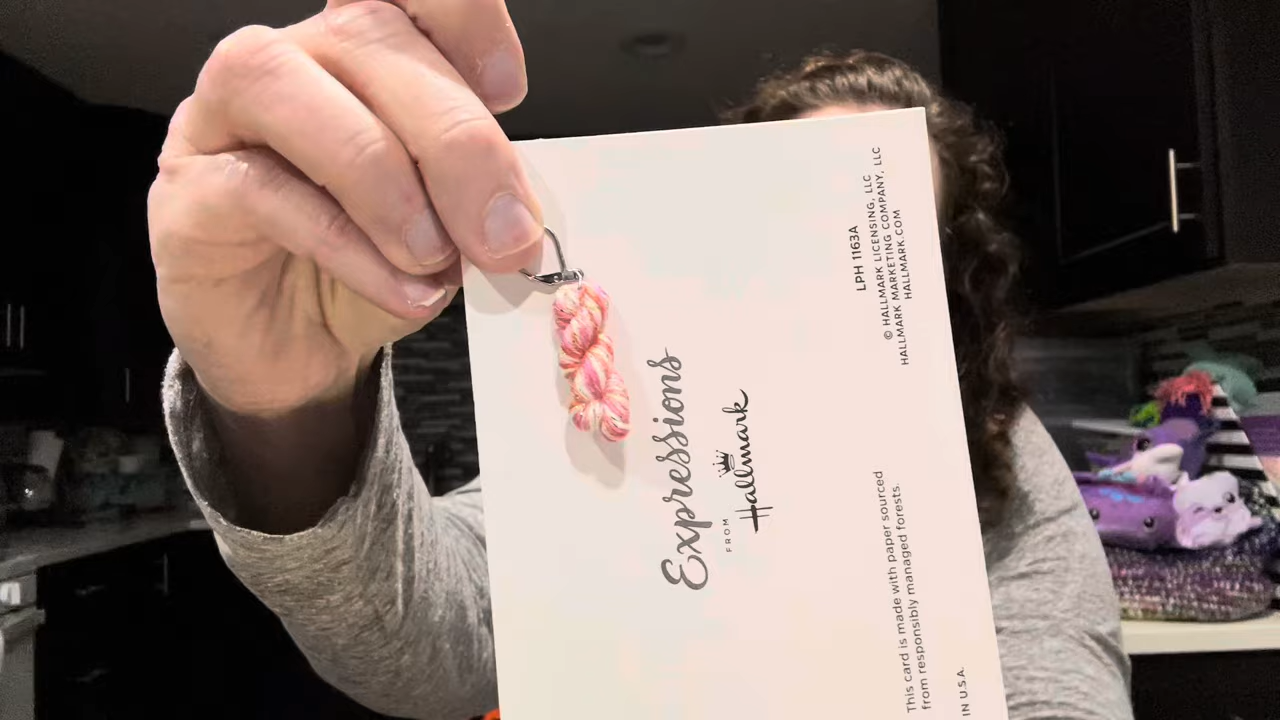 Expressions
FROM
Hallmark
LPH 1163A
© HALLMARK LICENSING, LLC
HALLMARK MARKETING COMPANY, LLC
HALLMARK.COM
This card is made with paper sourced
from responsibly managed forests.
IN U.S.A.